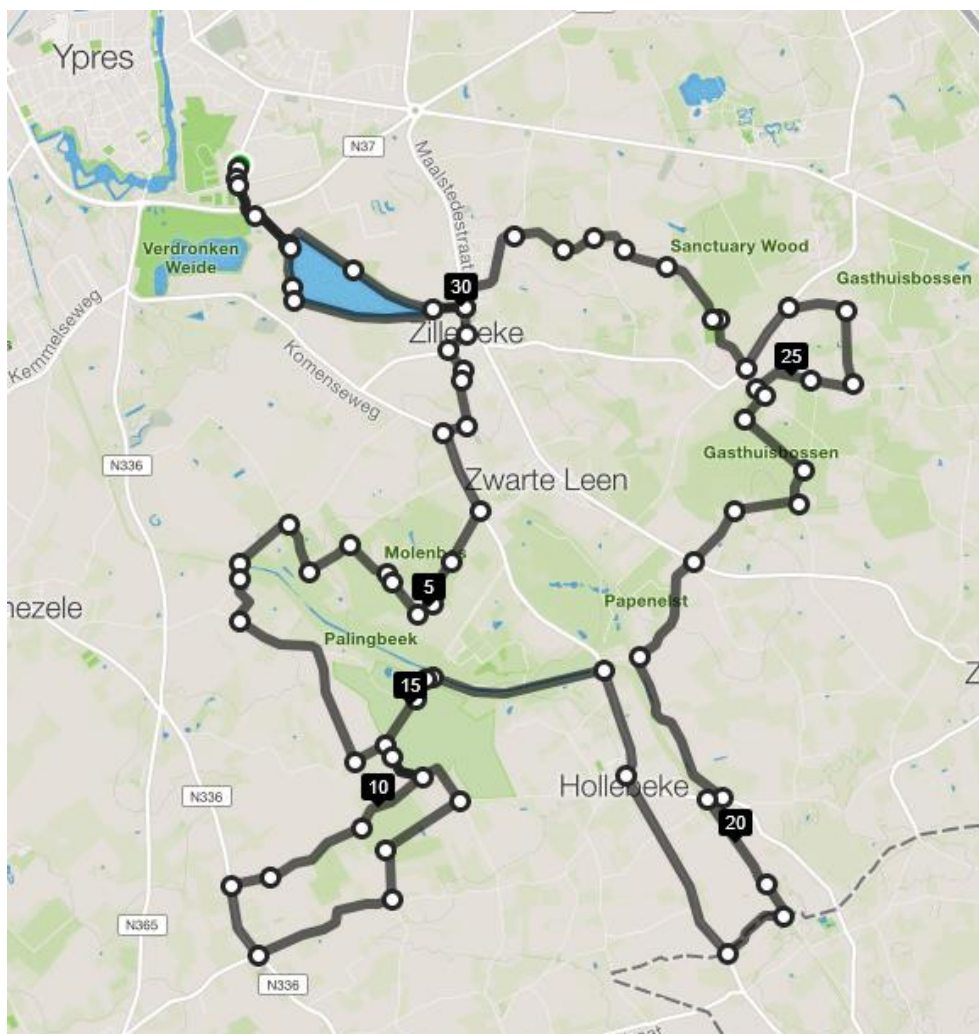 Ypres
N37
Maalstedestraat
Sanctuary Wood
Verdronken
Weide
Gasthuisbossen
30
Kemmelseweg
Zillebeke
Komenseweg
25
Gasthuisbossen
N336
Zwarte Leen
Molenbos
5
Papenelst
nezele
Palingbeek
15
Z
10
Hollebeke
N336
20
N365
N336